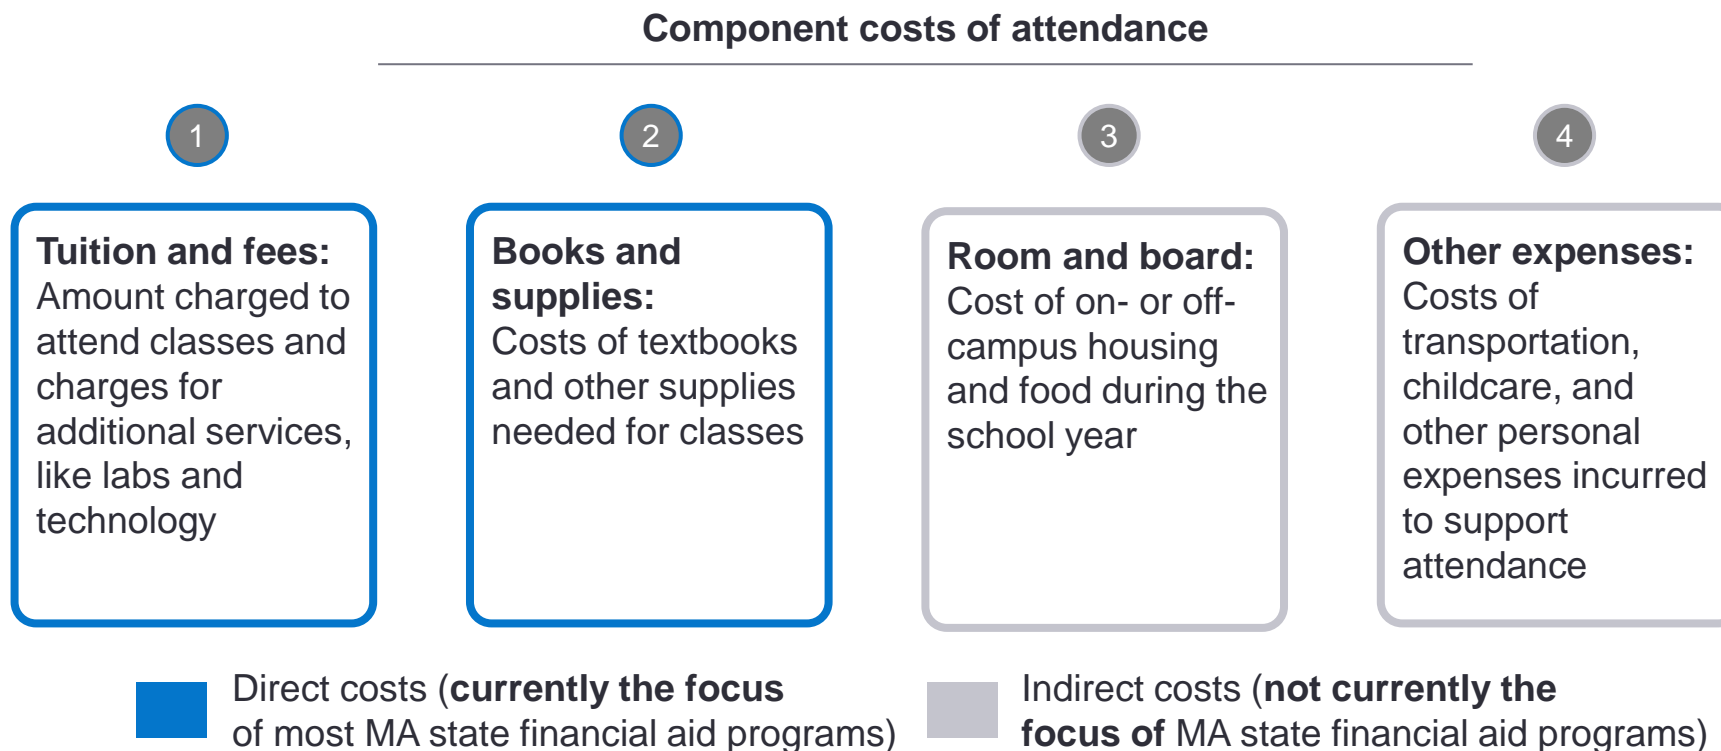 Component costs of attendance
1
2
3
4
Tuition and fees:
Amount charged to
attend classes and
charges for
additional services,
like labs and
technology
Books and
supplies:
Costs of textbooks
and other supplies
needed for classes
Room and board:
Cost of on- or off-
campus housing
and food during the
school year
Other expenses:
Costs of
transportation,
childcare, and
other personal
expenses incurred
to support
attendance
Direct costs (currently the focus
of most MA state financial aid programs)
Indirect costs (not currently the
focus of MA state financial aid programs)